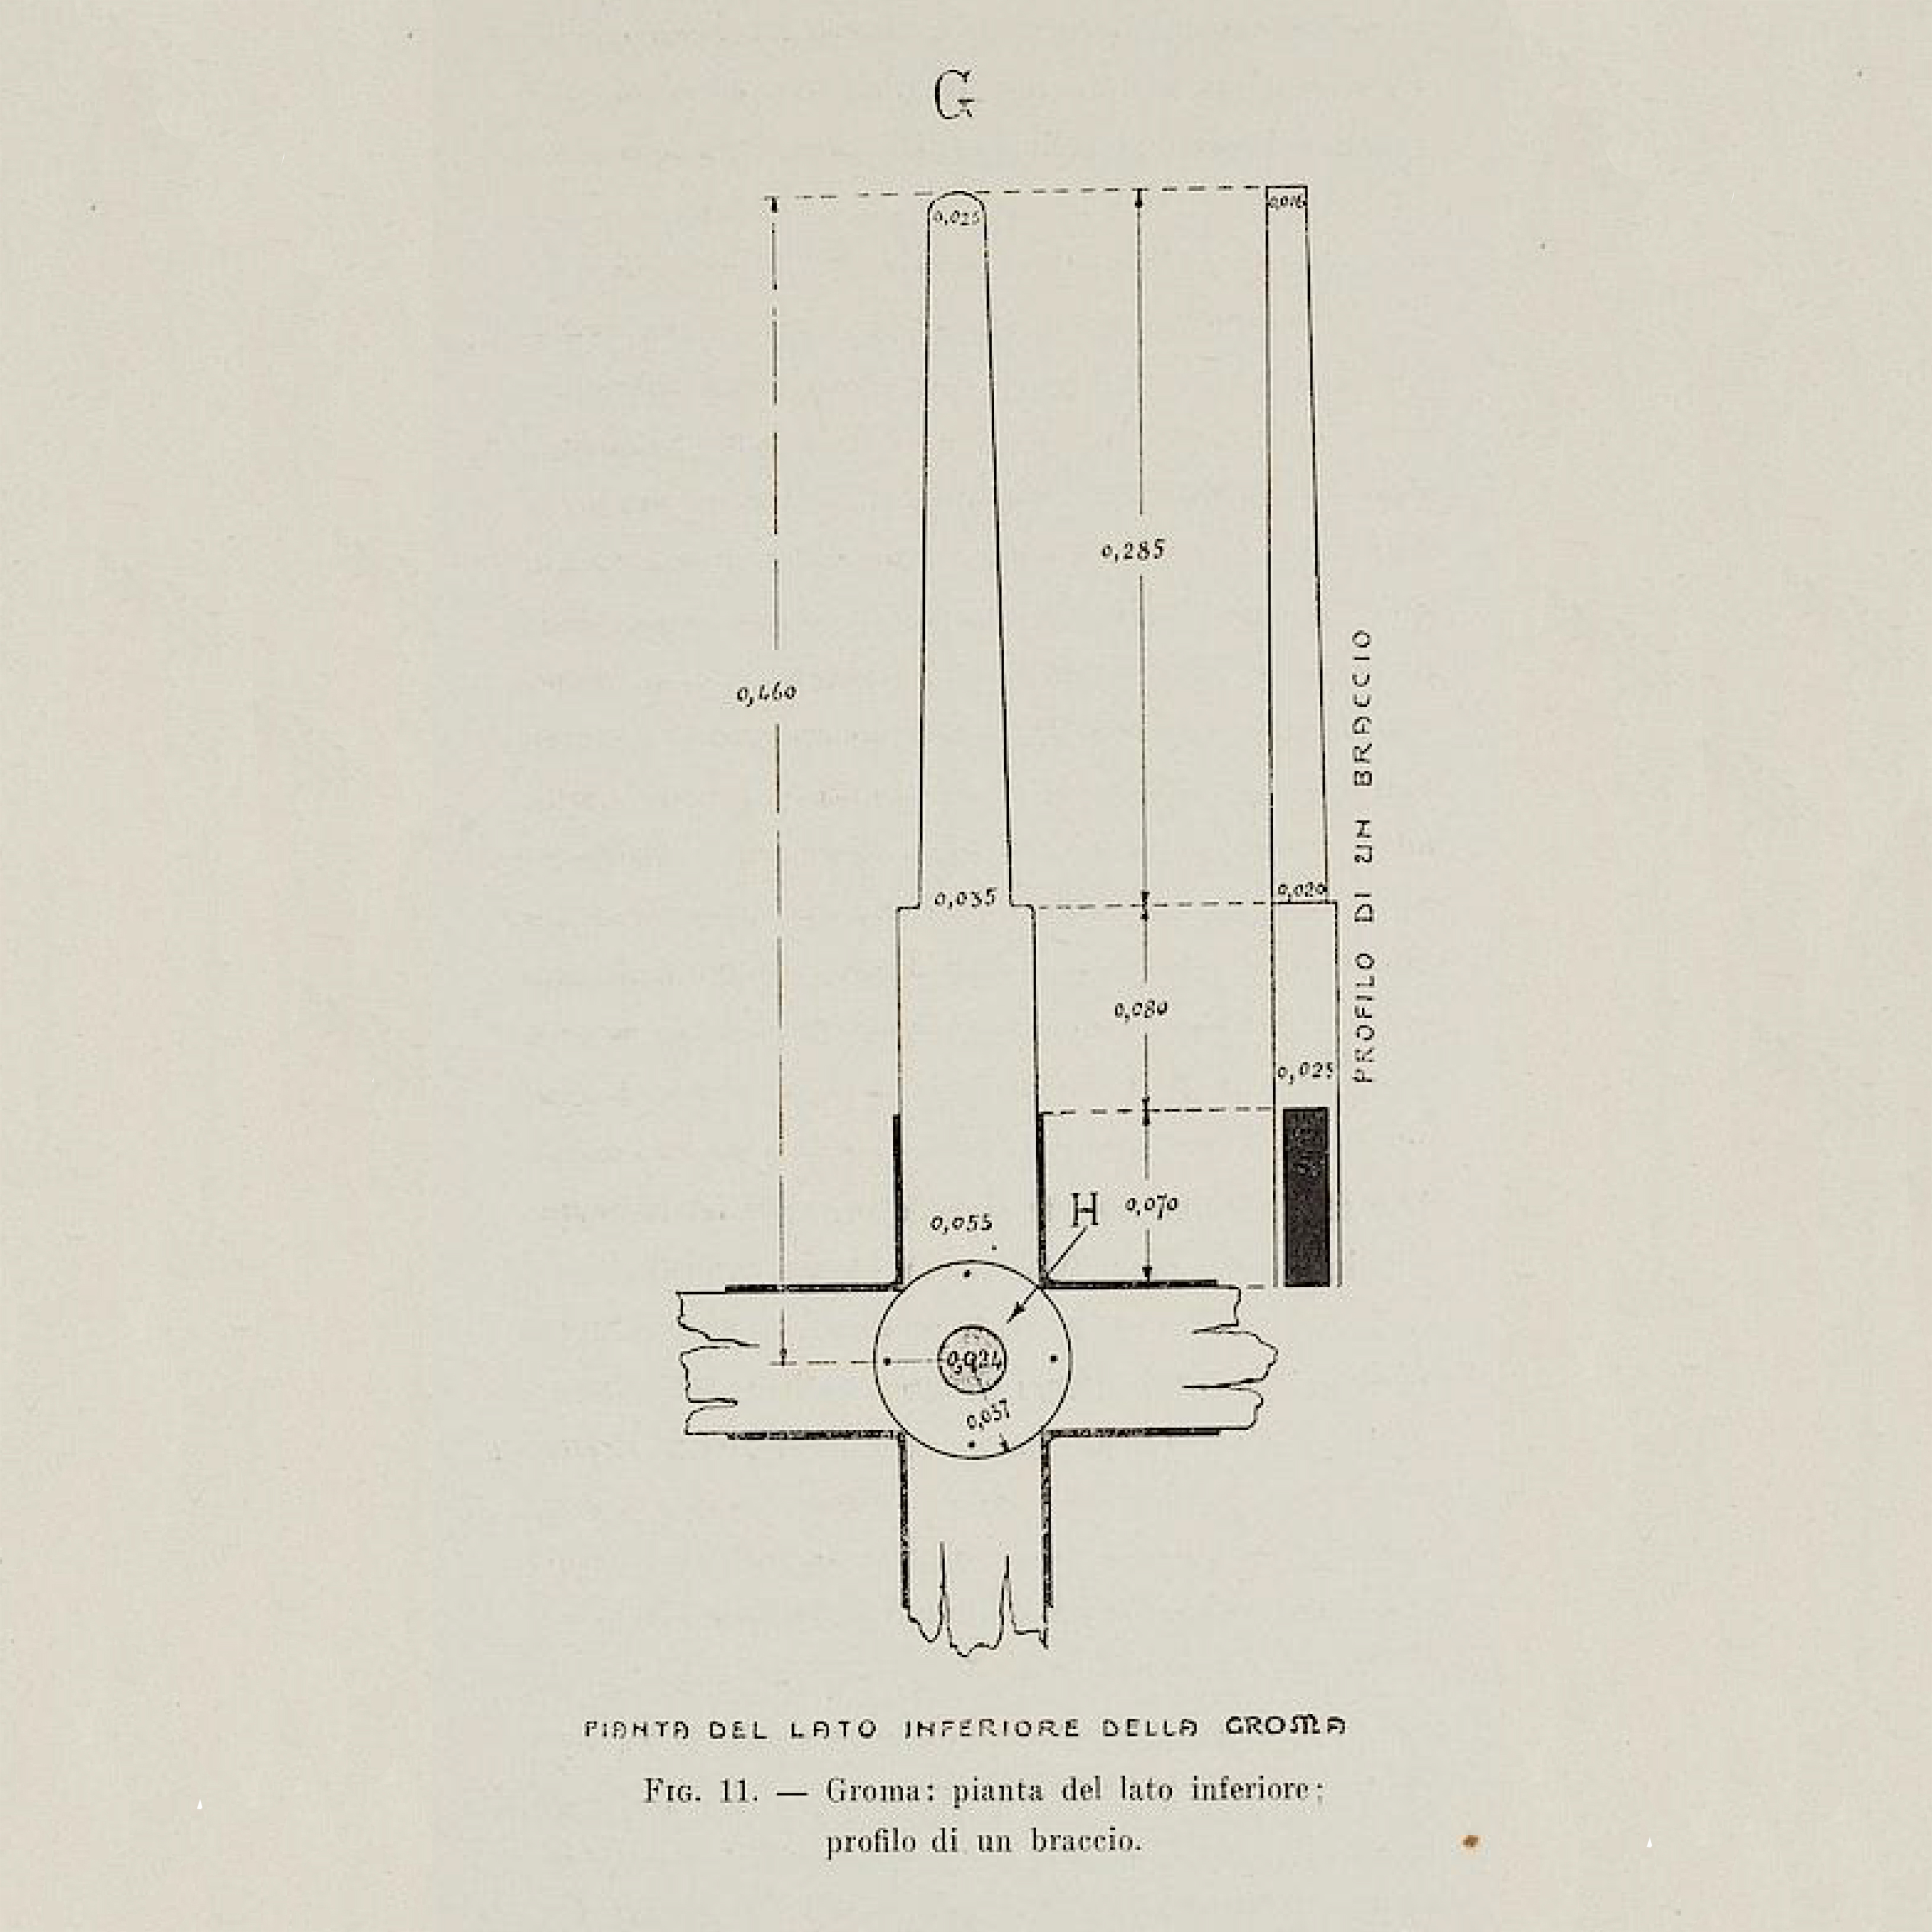 G
0,025
0,016
0,285
0,460
0,035
0,020
0,080
0,025
PROFILO DI UN BRACCIO
H
0,070
0,055
0,024
0,037
PIANTA DEL LATO INFERIORE DELLA GROMA
FIG. 11. — Groma: pianta del lato inferiore;
profilo di un braccio.